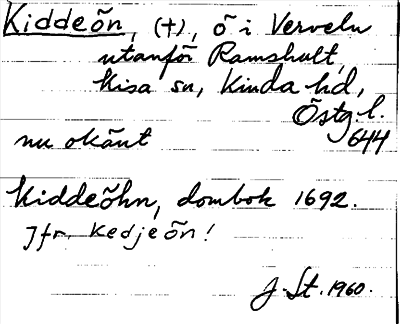 Kiddeön, (†), ö i Verveln
utanför Ramshult,
Kisa sn, Kinda hd,
Östg l.
nu okänt 644
Kiddeöhn, dombok 1692.
Jfr. Kedjeön!
J. St. 1960.